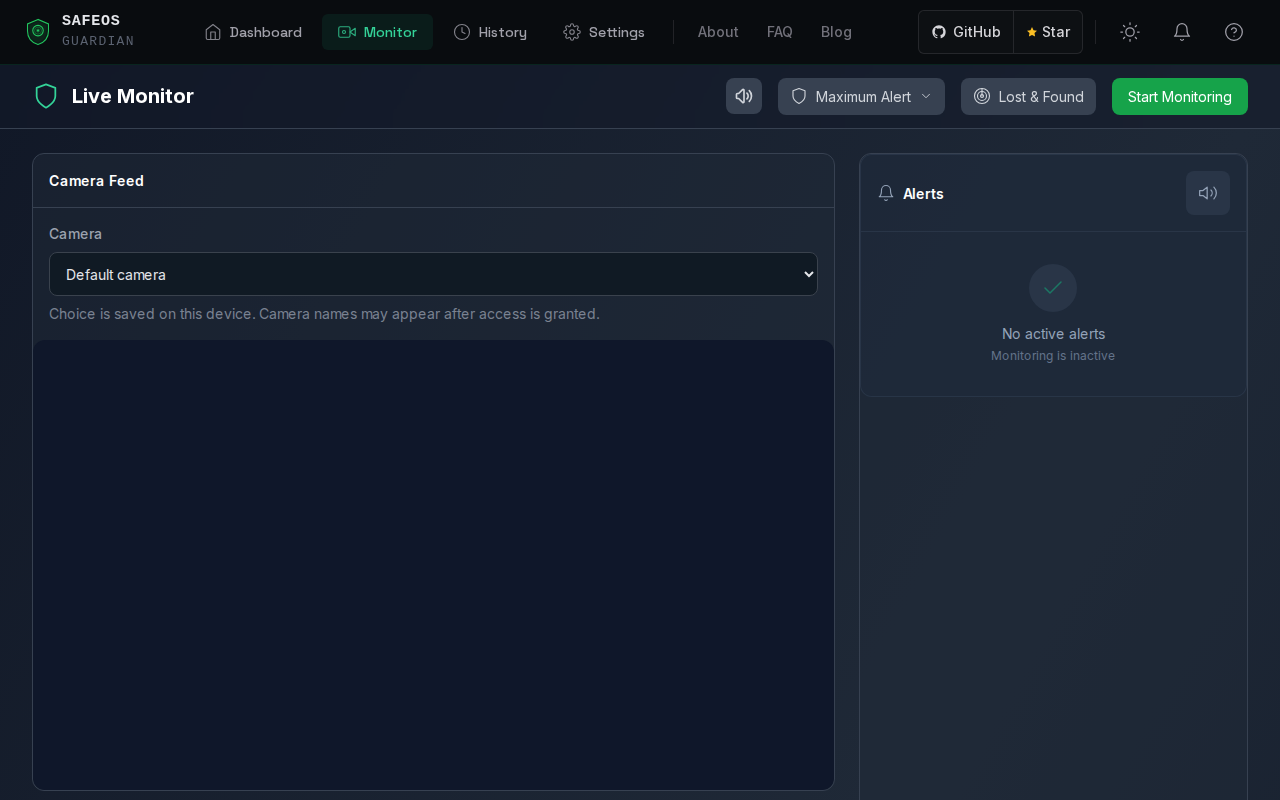 SAFEOS
GUARDIAN
Dashboard
Monitor
History
Settings
About
FAQ
Blog
GitHub
Star
Live Monitor
Maximum Alert
Lost & Found
Start Monitoring
Camera Feed
Camera
Default camera
Choice is saved on this device. Camera names may appear after access is granted.
Alerts
No active alerts
Monitoring is inactive